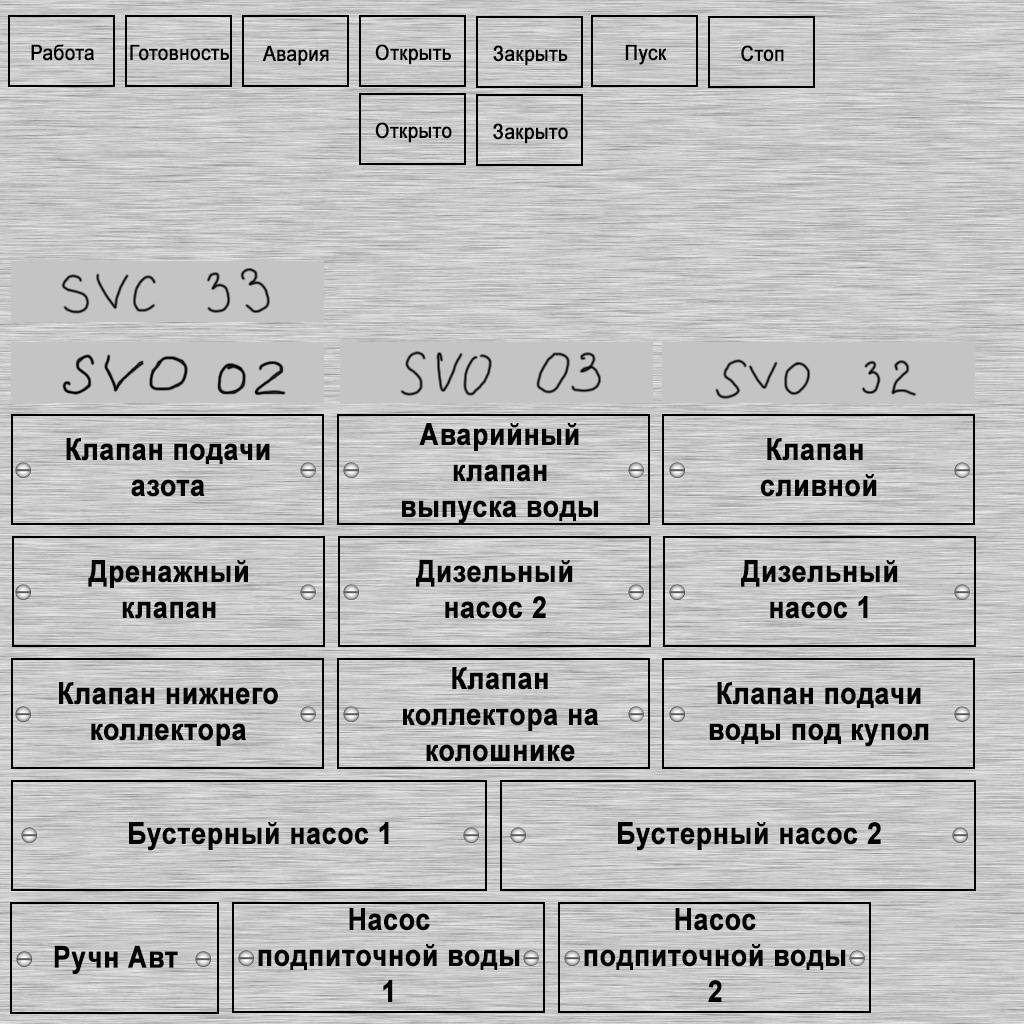 Работа Готовность Авария Открыть Закрыть Пуск Стоп
Открыто Закрыто
SVC 33
SVO 02 SVO 03 SVO 32
Клапан подачи
азота
Аварийный
клапан
выпуска воды
Клапан
сливной
Дренажный
клапан
Дизельный
насос 2
Дизельный
насос 1
Клапан нижнего
коллектора
Клапан
коллектора на
колошнике
Клапан подачи
воды под купол
Бустерный насос 1
Бустерный насос 2
Ручн Авт
Насос
подпиточной воды
1
Насос
подпиточной воды
2